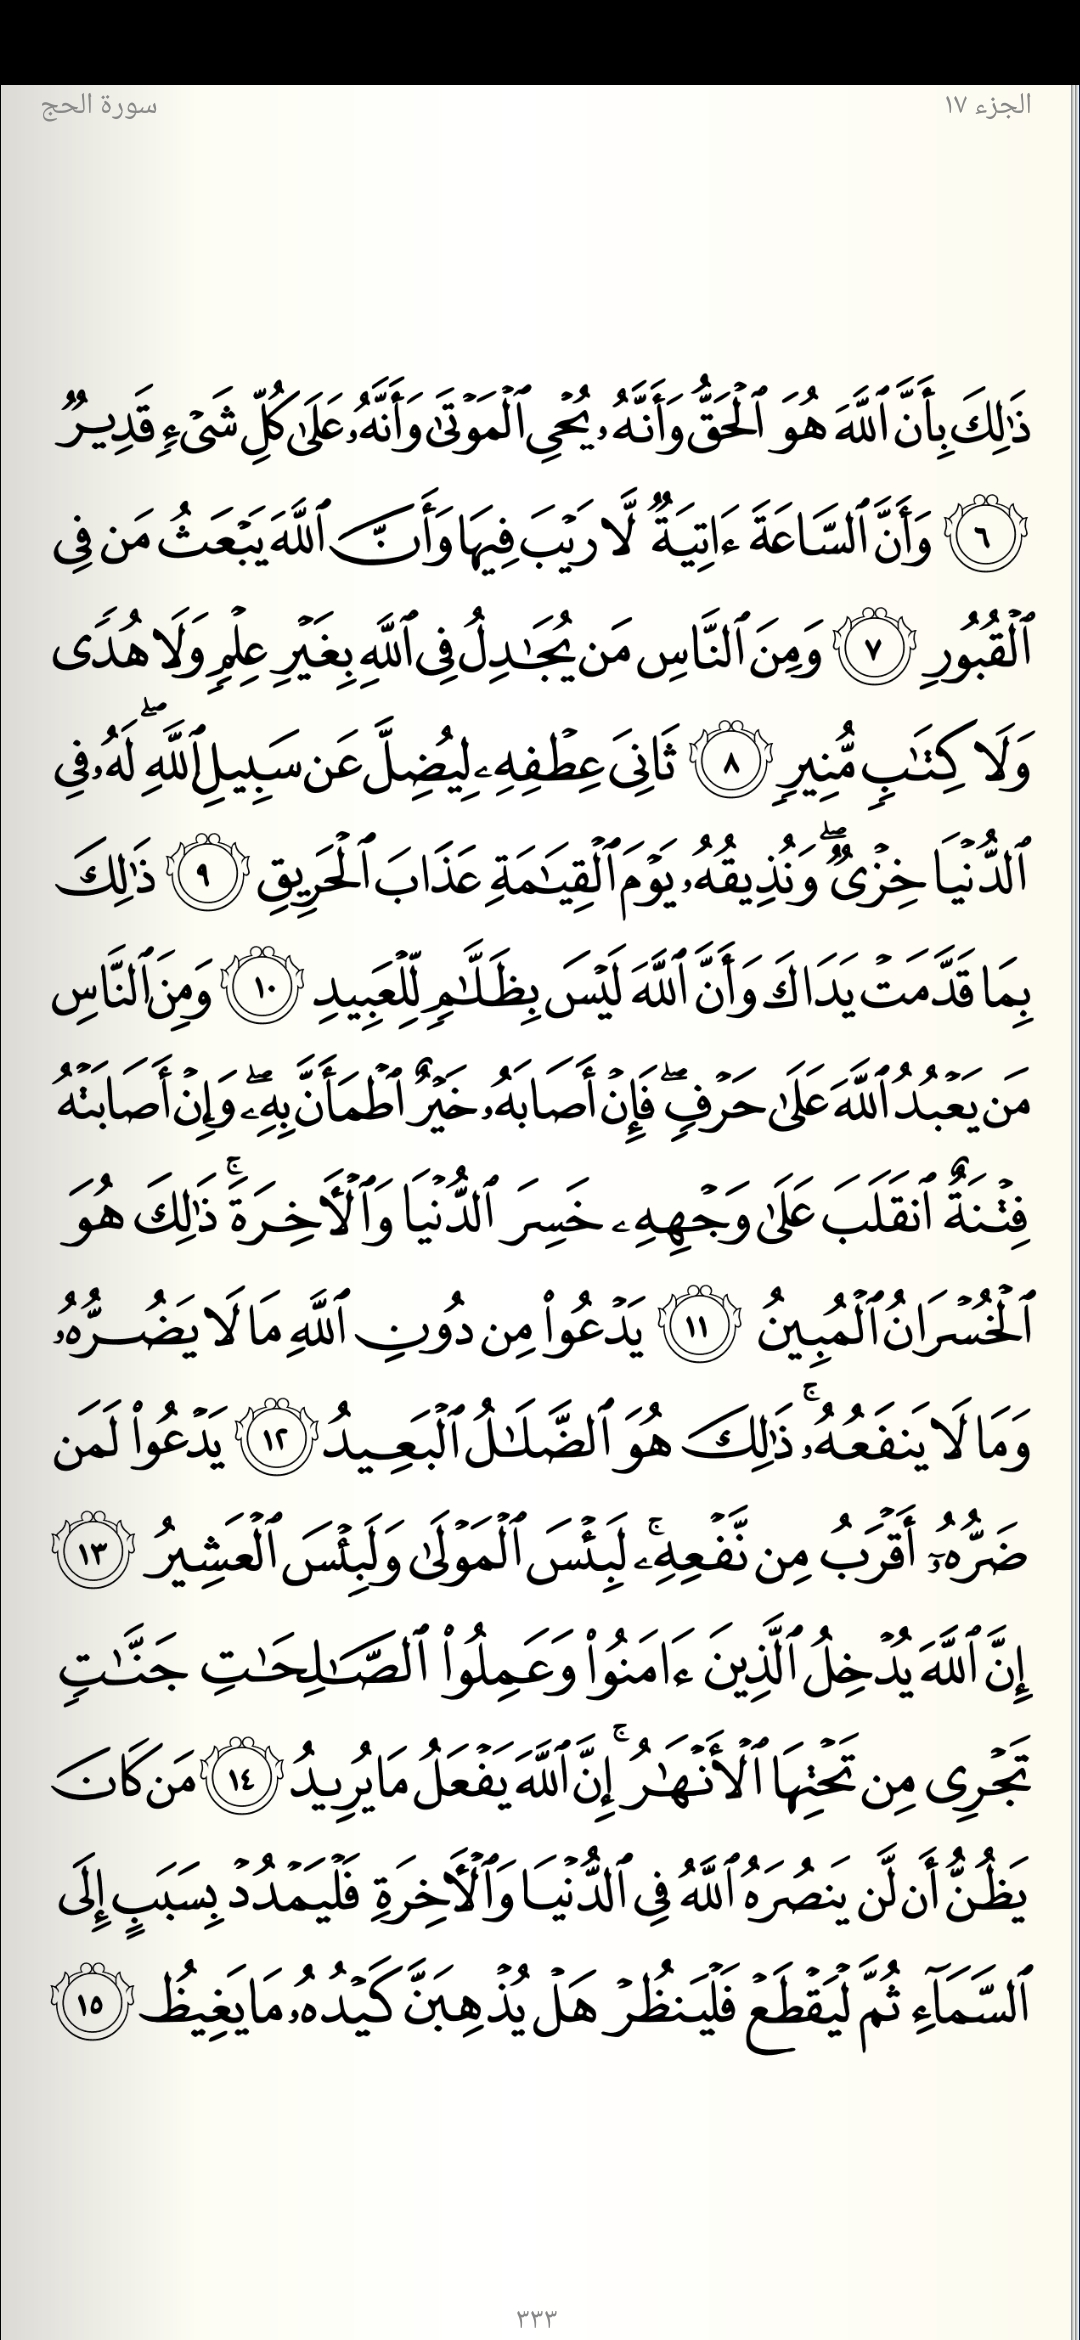 الجزء ١٧
سورة الحج
ذَٰلِكَ بِأَنَّ ٱللَّهَ هُوَ ٱلْحَقُّ وَأَنَّهُۥ يُحْىِ ٱلْمَوْتَىٰ وَأَنَّهُۥ عَلَىٰ كُلِّ شَىْءٍ قَدِيرٌ
٦ وَأَنَّ ٱلسَّاعَةَ ءَاتِيَةٌ لَّا رَيْبَ فِيهَا وَأَنَّ ٱللَّهَ يَبْعَثُ مَن فِى
ٱلْقُبُورِ ٧ وَمِنَ ٱلنَّاسِ مَن يُجَٰدِلُ فِى ٱللَّهِ بِغَيْرِ عِلْمٍ وَلَا هُدًى
وَلَا كِتَٰبٍ مُّنِيرٍ ٨ ثَانِىَ عِطْفِهِۦ لِيُضِلَّ عَن سَبِيلِ ٱللَّهِۖ لَهُۥ فِى
ٱلدُّنْيَا خِزْىٌۖ وَنُذِيقُهُۥ يَوْمَ ٱلْقِيَٰمَةِ عَذَابَ ٱلْحَرِيقِ ٩ ذَٰلِكَ
بِمَا قَدَّمَتْ يَدَاكَ وَأَنَّ ٱللَّهَ لَيْسَ بِظَلَّٰمٍ لِّلْعَبِيدِ ١٠ وَمِنَ ٱلنَّاسِ
مَن يَعْبُدُ ٱللَّهَ عَلَىٰ حَرْفٍۖ فَإِنْ أَصَابَهُۥ خَيْرٌ ٱطْمَأَنَّ بِهِۦۖ وَإِنْ أَصَابَتْهُ
فِتْنَةٌ ٱنقَلَبَ عَلَىٰ وَجْهِهِۦ خَسِرَ ٱلدُّنْيَا وَٱلْأَخِرَةَۚ ذَٰلِكَ هُوَ
ٱلْخُسْرَانُ ٱلْمُبِينُ ١١ يَدْعُوا۟ مِن دُونِ ٱللَّهِ مَا لَا يَضُرُّهُۥ
وَمَا لَا يَنفَعُهُۥۚ ذَٰلِكَ هُوَ ٱلضَّلَٰلُ ٱلْبَعِيدُ ١٢ يَدْعُوا۟ لَمَن
ضَرُّهُۥٓ أَقْرَبُ مِن نَّفْعِهِۦۚ لَبِئْسَ ٱلْمَوْلَىٰ وَلَبِئْسَ ٱلْعَشِيرُ ١٣
إِنَّ ٱللَّهَ يُدْخِلُ ٱلَّذِينَ ءَامَنُوا۟ وَعَمِلُوا۟ ٱلصَّٰلِحَٰتِ جَنَّٰتٍ
تَجْرِى مِن تَحْتِهَا ٱلْأَنْهَٰرُۚ إِنَّ ٱللَّهَ يَفْعَلُ مَا يُرِيدُ ١٤ مَن كَانَ
يَظُنُّ أَن لَّن يَنصُرَهُ ٱللَّهُ فِى ٱلدُّنْيَا وَٱلْأَخِرَةِ فَلْيَمْدُدْ بِسَبَبٍ إِلَى
ٱلسَّمَآءِ ثُمَّ لْيَقْطَعْ فَلْيَنظُرْ هَلْ يُذْهِبَنَّ كَيْدُهُۥ مَا يَغِيظُ ١٥
٣٣٣